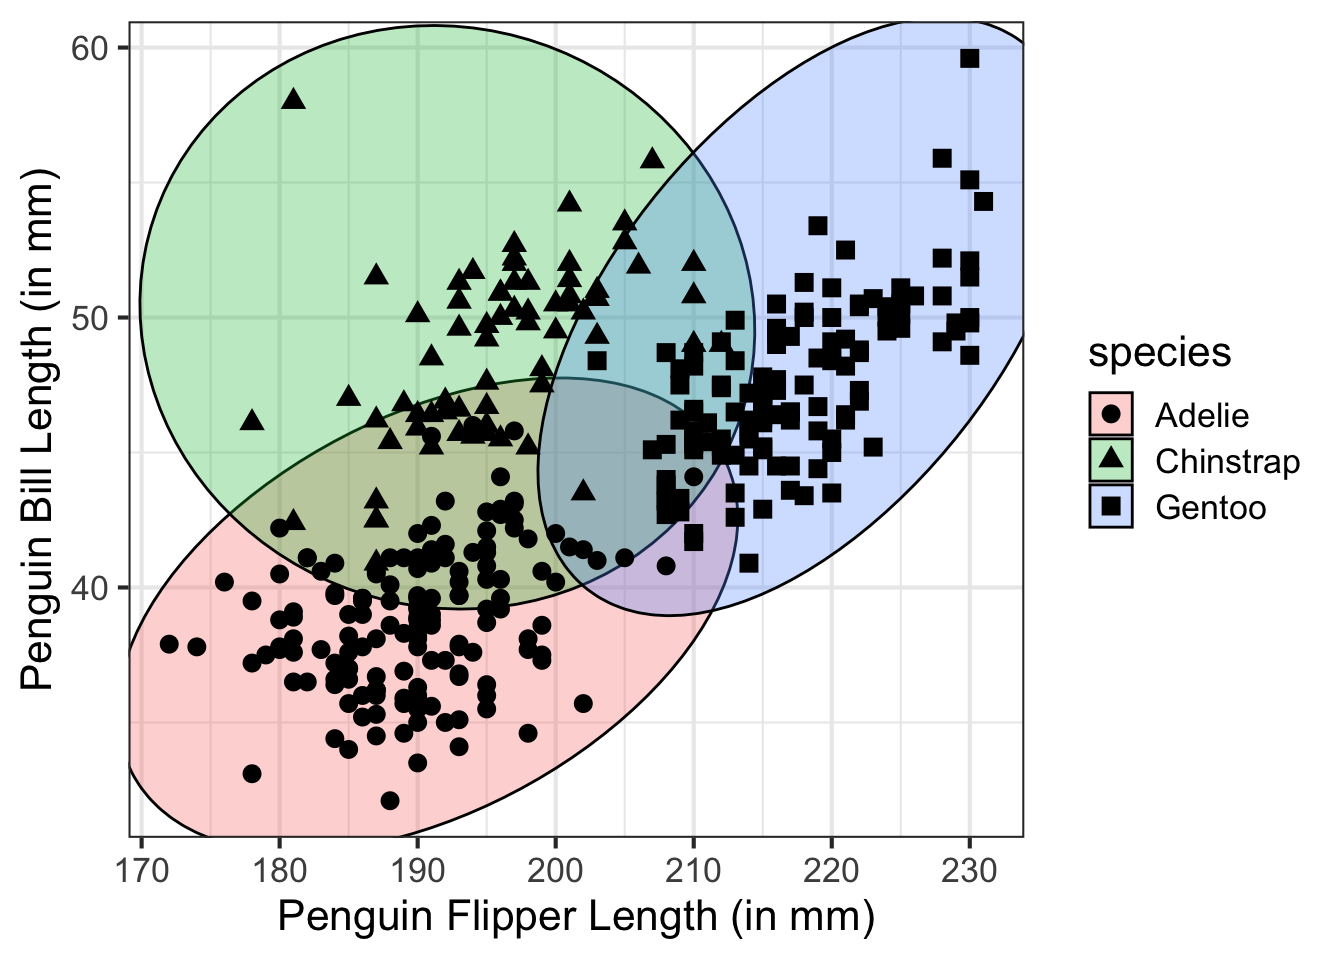 60
50
40
Penguin Bill Length (in mm)
170 180 190 200 210 220 230
Penguin Flipper Length (in mm)
species
Adelie
Chinstrap
Gentoo